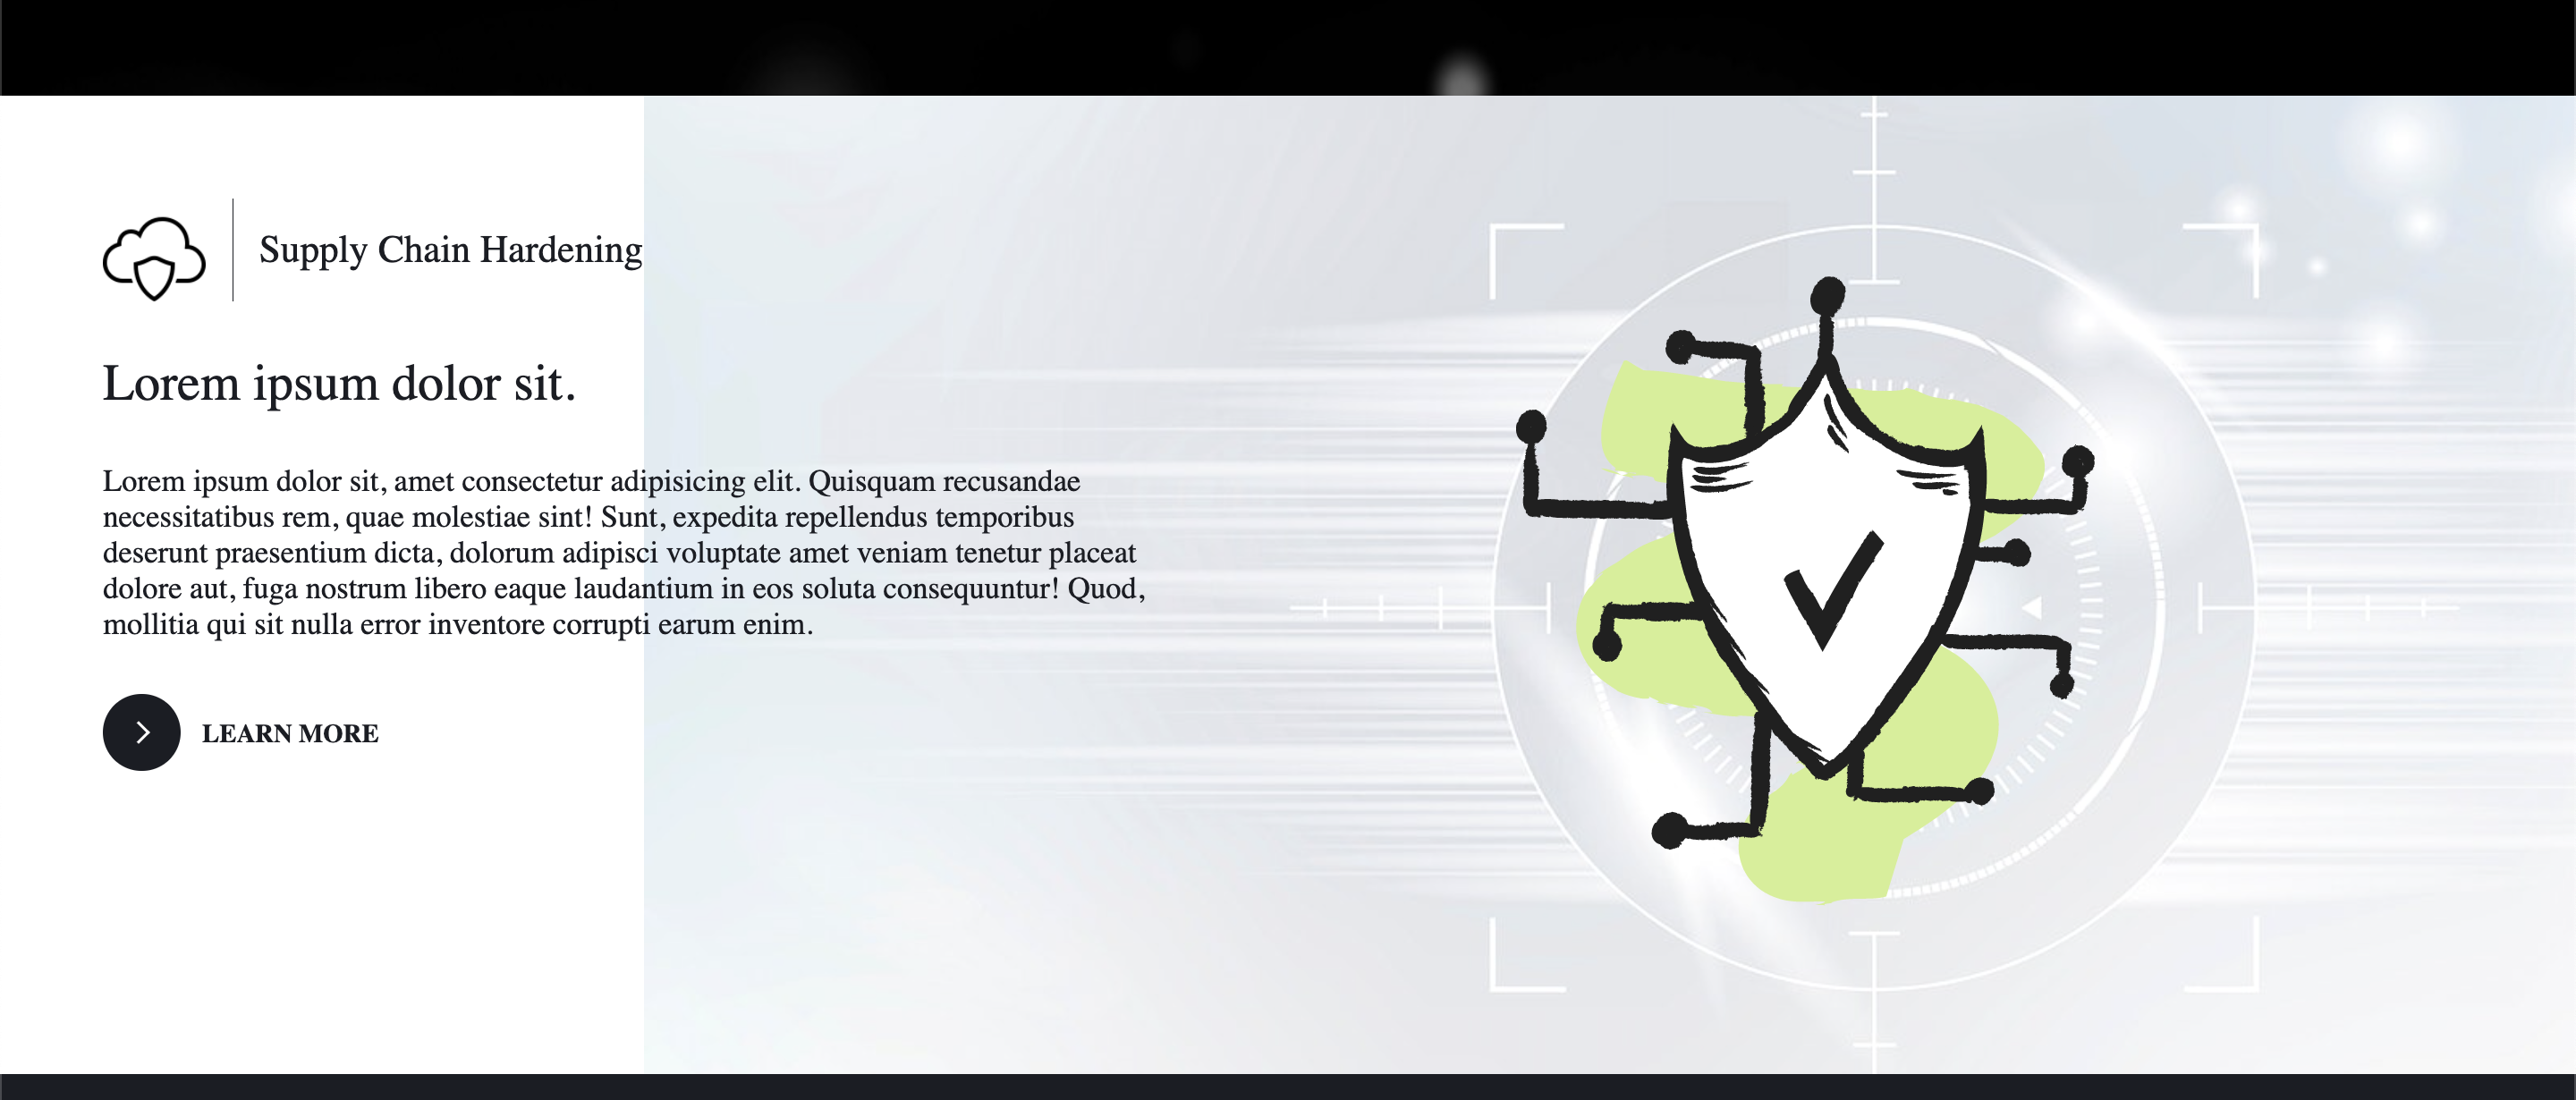 Supply Chain Hardening
Lorem ipsum dolor sit.
Lorem ipsum dolor sit, amet consectetur adipisicing elit. Quisquam recusandae
necessitatibus rem, quae molestiae sint! Sunt, expedita repellendus temporibus
deserunt praesentium dicta, dolorum adipisci voluptate amet veniam tenetur placeat
dolore aut, fuga nostrum libero eaque laudantium in eos soluta consequuntur! Quod,
mollitia qui sit nulla error inventore corrupti earum enim.
LEARN MORE